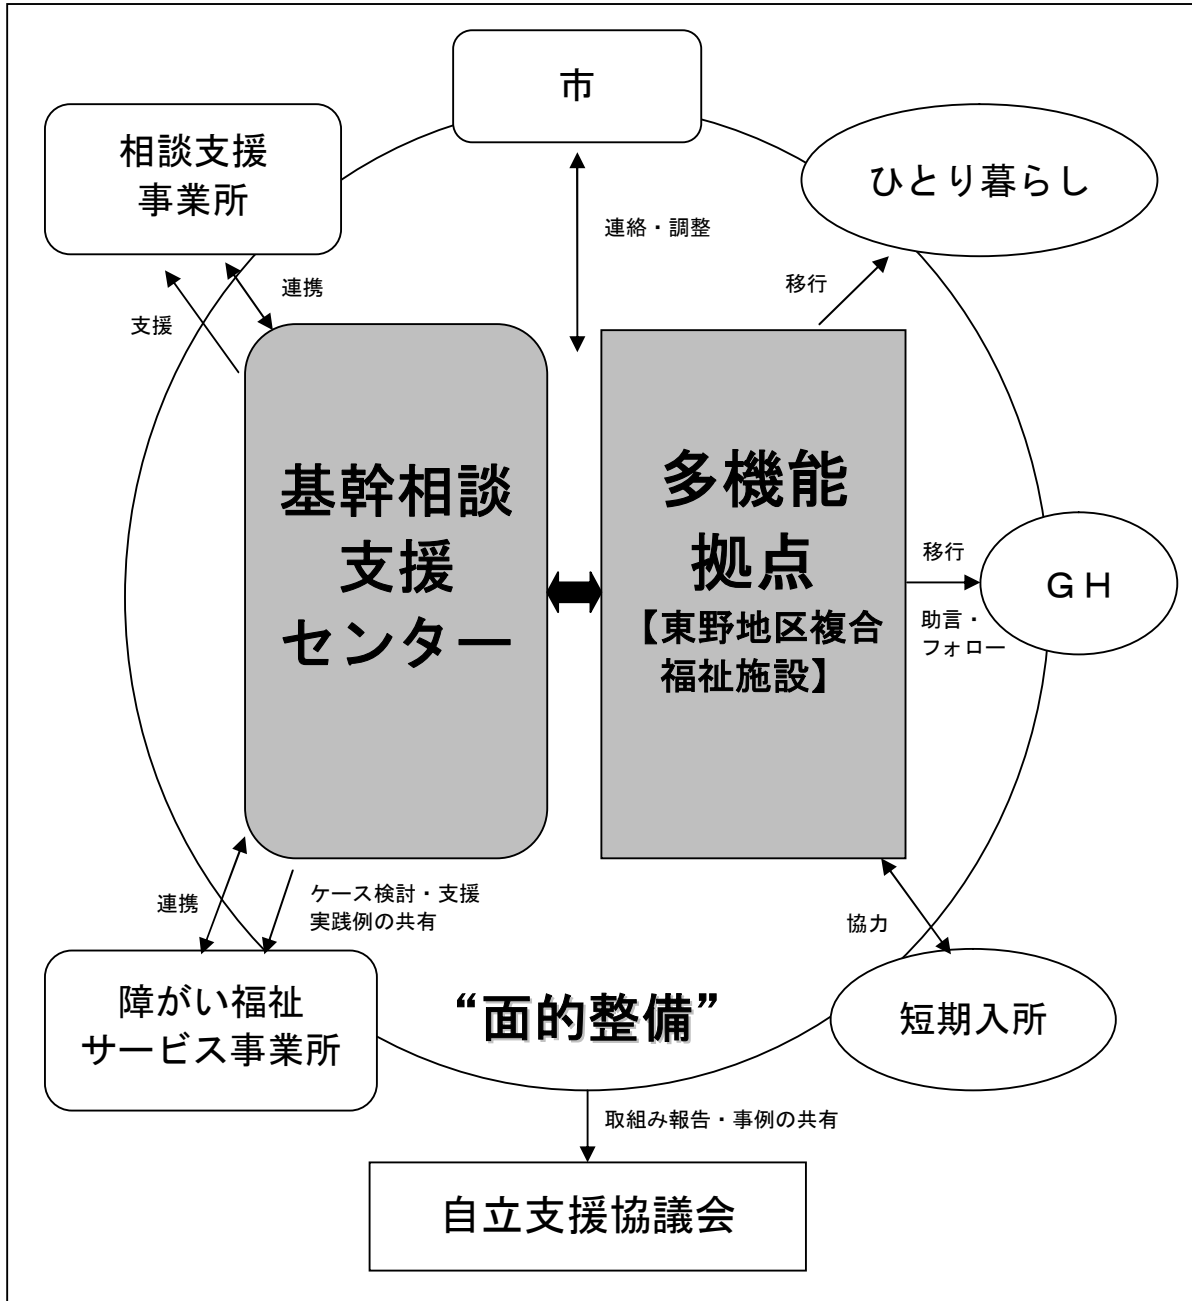 市
相談支援
事業所
ひとり暮らし
連絡・調整
移行
連携
支援
基幹相談
支援
センター
多機能
拠点
【東野地区複合
福祉施設】
移行
GH
助言・
フォロー
連携
ケース検討・支援
実践例の共有
協力
障がい福祉
サービス事業所
“面的整備”
短期入所
取組み報告・事例の共有
自立支援協議会